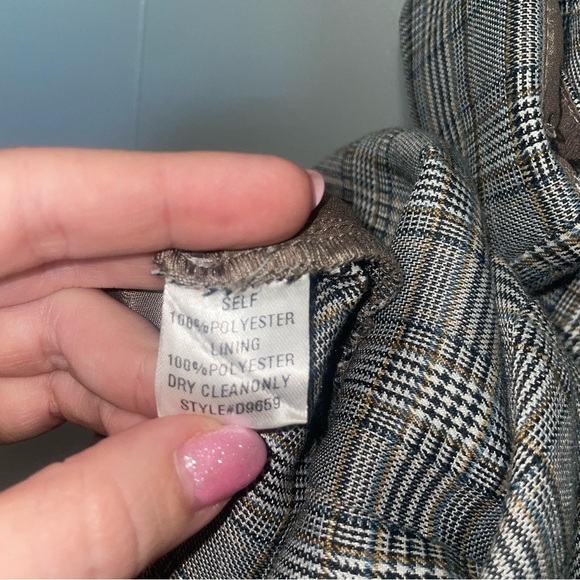 SELF
100%POLYESTER
LINING
100%POLYESTER
DRY CLEANONLY
STYLE#D9659